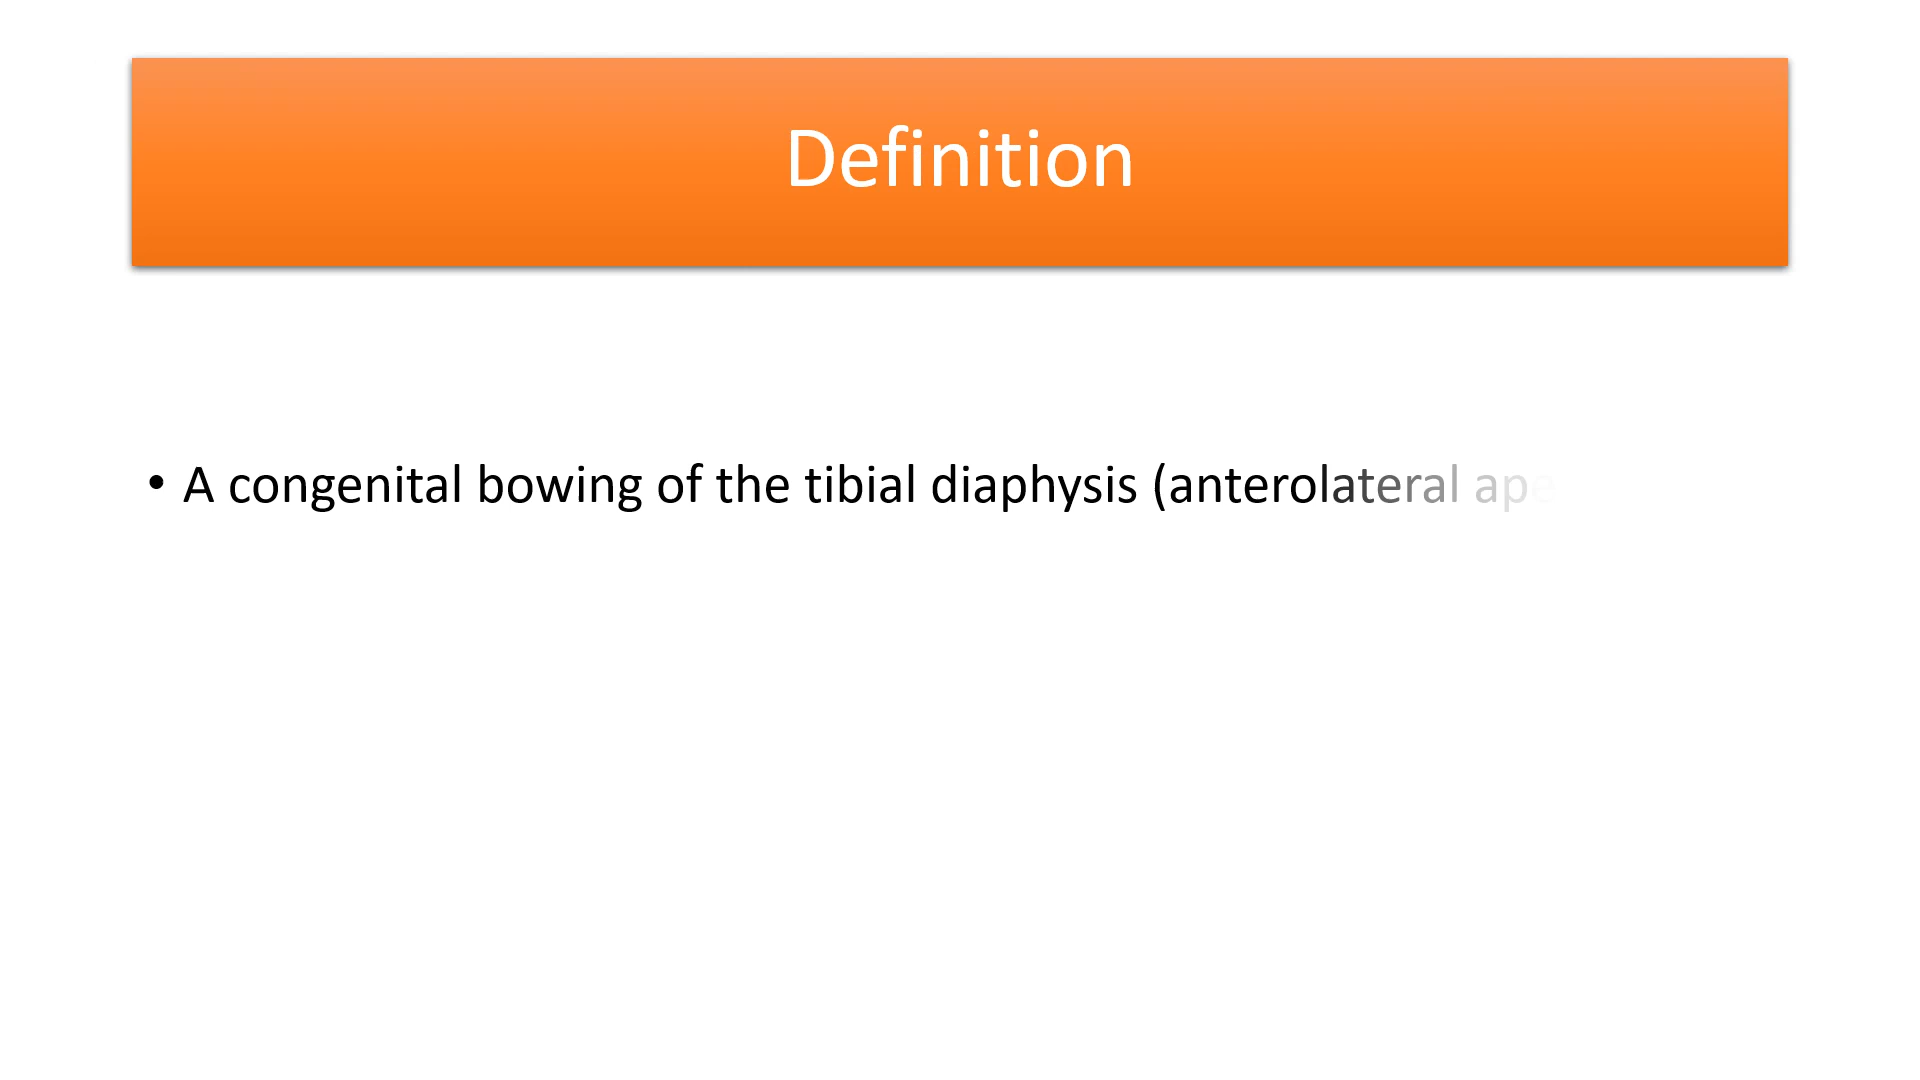 Definition
• A congenital bowing of the tibial diaphysis (anterolateral ape